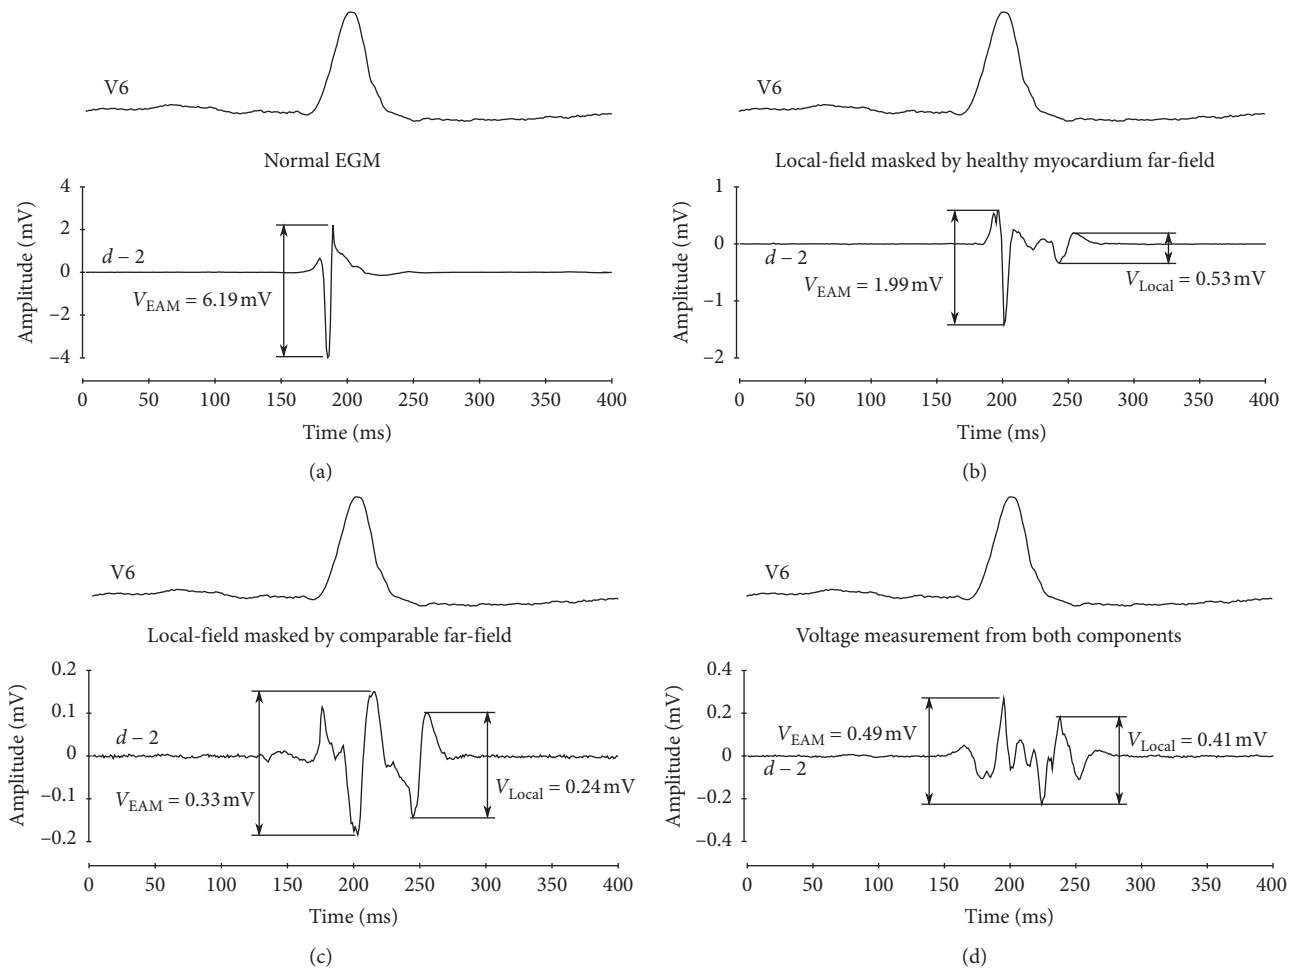 V6
Normal EGM
4
2
0
–2
–4
Amplitude (mV)
d – 2
V_EAM = 6.19 mV
0 50 100 150 200 250 300 350 400
Time (ms)
(a)
V6
Local-field masked by healthy myocardium far-field
1
0
–1
–2
Amplitude (mV)
d – 2
V_EAM = 1.99 mV
V_Local = 0.53 mV
0 50 100 150 200 250 300 350 400
Time (ms)
(b)
V6
Local-field masked by comparable far-field
0.2
0.1
0
–0.1
–0.2
Amplitude (mV)
d – 2
V_EAM = 0.33 mV
V_Local = 0.24 mV
0 50 100 150 200 250 300 350 400
Time (ms)
(c)
V6
Voltage measurement from both components
0.4
0.2
0
–0.2
–0.4
Amplitude (mV)
V_EAM = 0.49 mV
d – 2
V_Local = 0.41 mV
0 50 100 150 200 250 300 350 400
Time (ms)
(d)